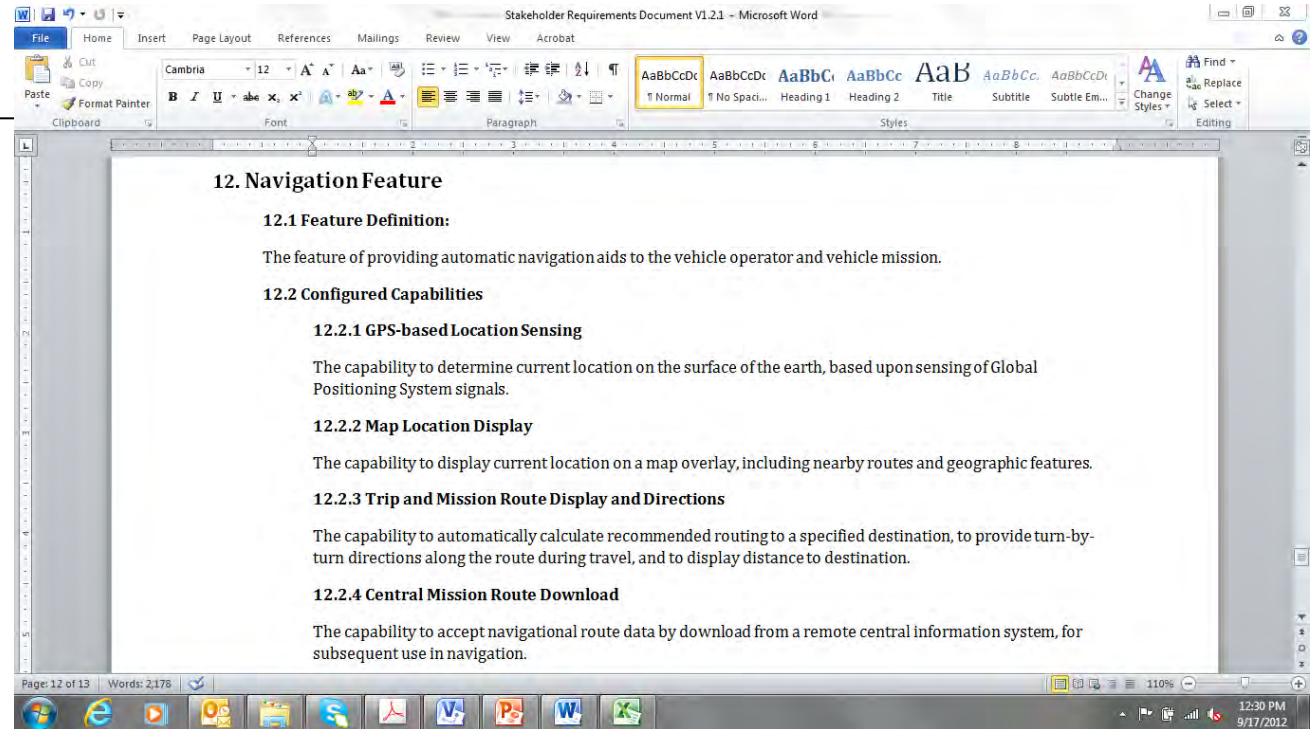 Stakeholder Requirements Document V1.2.1 - Microsoft Word
File Home Insert Page Layout References Mailings Review View Acrobat
Paste
Cut
Copy
Format Painter
Clipboard
Cambria 12
Font
Paragraph
AaBbCcDc AaBbCcDc AaBbC AaBbCc AaB AaBbCc. AaBbCcDc
¶ Normal ¶ No Spaci... Heading 1 Heading 2 Title Subtitle Subtle Em...
Change Styles
Styles
Find
Replace
Select
Editing
12. Navigation Feature
12.1 Feature Definition:
The feature of providing automatic navigation aids to the vehicle operator and vehicle mission.
12.2 Configured Capabilities
12.2.1 GPS-based Location Sensing
The capability to determine current location on the surface of the earth, based upon sensing of Global
Positioning System signals.
12.2.2 Map Location Display
The capability to display current location on a map overlay, including nearby routes and geographic features.
12.2.3 Trip and Mission Route Display and Directions
The capability to automatically calculate recommended routing to a specified destination, to provide turn-by-
turn directions along the route during travel, and to display distance to destination.
12.2.4 Central Mission Route Download
The capability to accept navigational route data by download from a remote central information system, for
subsequent use in navigation.
Page: 12 of 13 Words: 2,178
110%
12:30 PM
9/17/2012